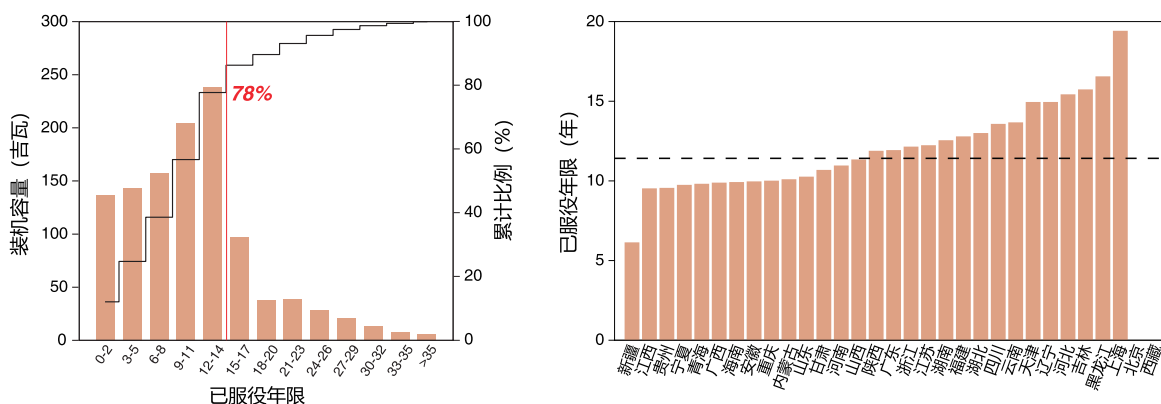 300
250
200
150
100
50
0
装机容量（吉瓦）
100
80
60
40
20
0
累计比例（%）
78%
0-2
3-5
6-8
9-11
12-14
15-17
18-20
21-23
24-26
27-29
30-32
33-35
>35
已服役年限
20
15
10
5
0
已服役年限（年）
新疆
江西
贵州
宁夏
青海
广西
海南
安徽
重庆
内蒙古
山东
甘肃
河南
山西
陕西
广东
浙江
江苏
湖南
福建
湖北
四川
云南
天津
辽宁
河北
吉林
黑龙江
上海
北京
西藏